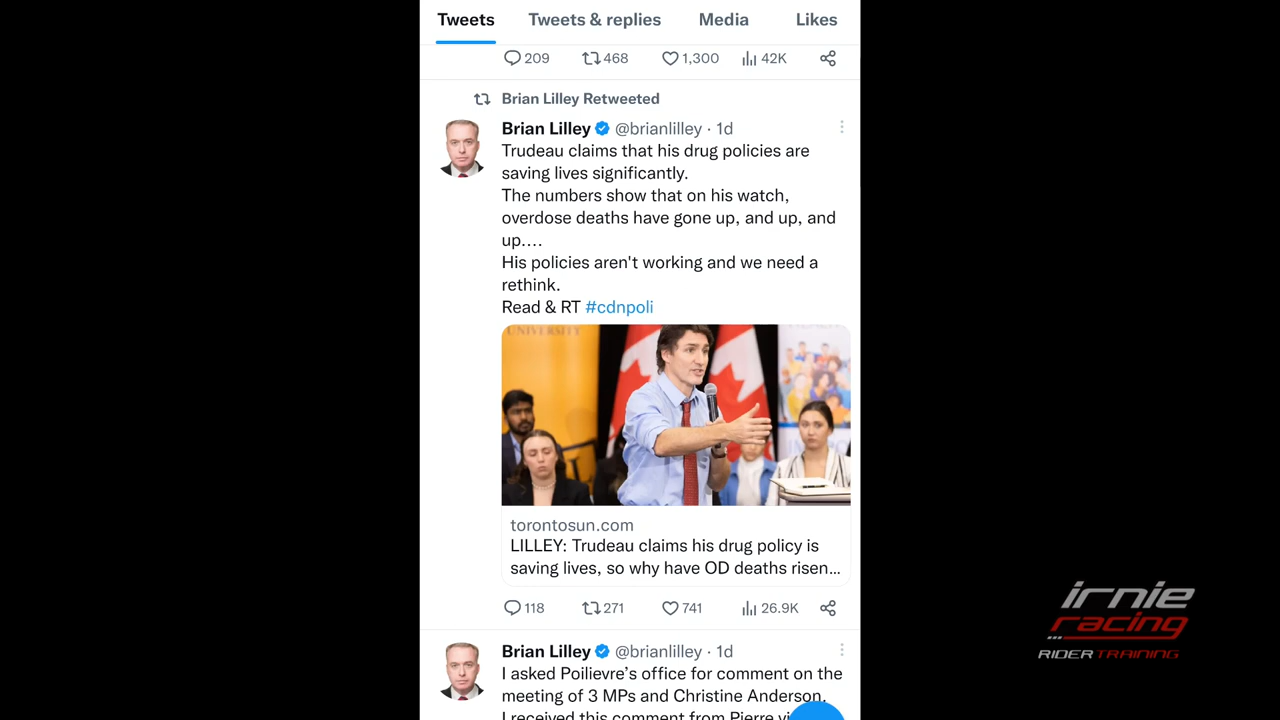 Tweets Tweets & replies Media Likes
209 468 1,300 42K
Brian Lilley Retweeted
Brian Lilley @brianlilley · 1d
Trudeau claims that his drug policies are
saving lives significantly.
The numbers show that on his watch,
overdose deaths have gone up, and up, and
up....
His policies aren't working and we need a
rethink.
Read & RT #cdnpoli
UNIVERSITY
torontosun.com
LILLEY: Trudeau claims his drug policy is
saving lives, so why have OD deaths risen...
118 271 741 26.9K
Brian Lilley @brianlilley · 1d
I asked Poilievre's office for comment on the
meeting of 3 MPs and Christine Anderson.
I received this comment from Pierre
irnie
racing
RIDER TRAINING